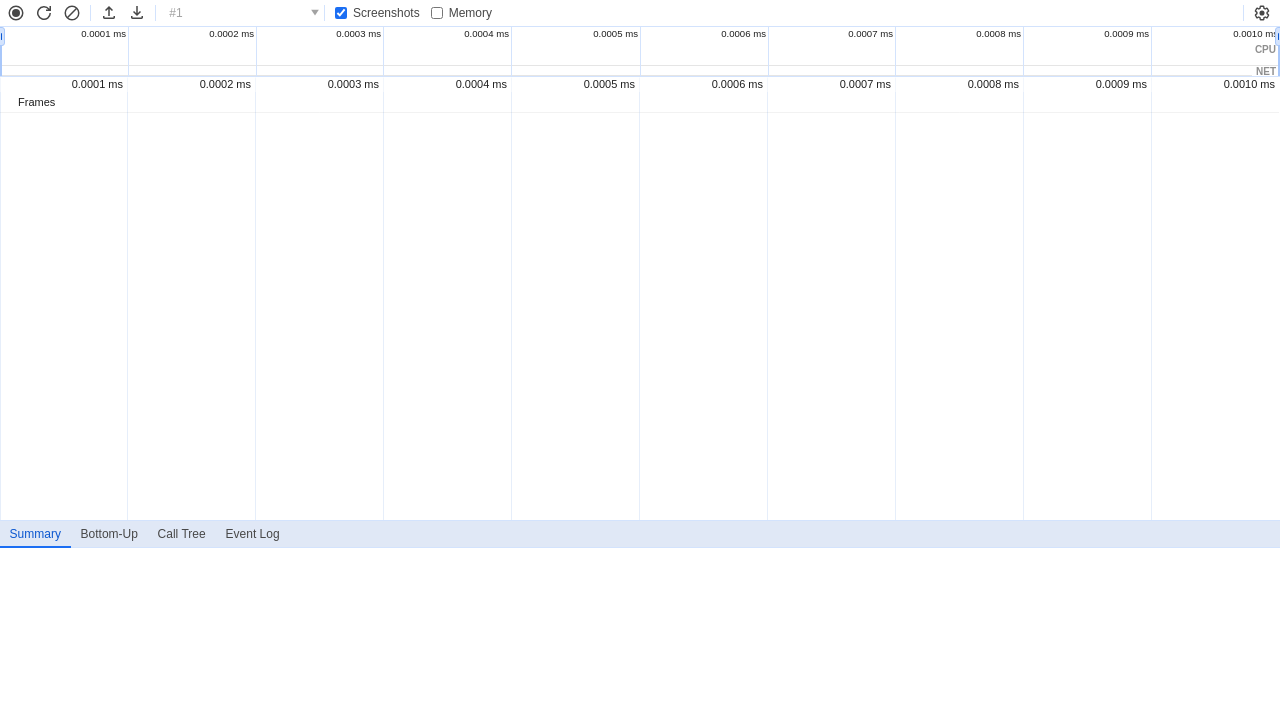 #1 Screenshots Memory
0.0001 ms 0.0002 ms 0.0003 ms 0.0004 ms 0.0005 ms 0.0006 ms 0.0007 ms 0.0008 ms 0.0009 ms 0.0010 ms
CPU
NET
0.0001 ms 0.0002 ms 0.0003 ms 0.0004 ms 0.0005 ms 0.0006 ms 0.0007 ms 0.0008 ms 0.0009 ms 0.0010 ms
Frames
Summary Bottom-Up Call Tree Event Log